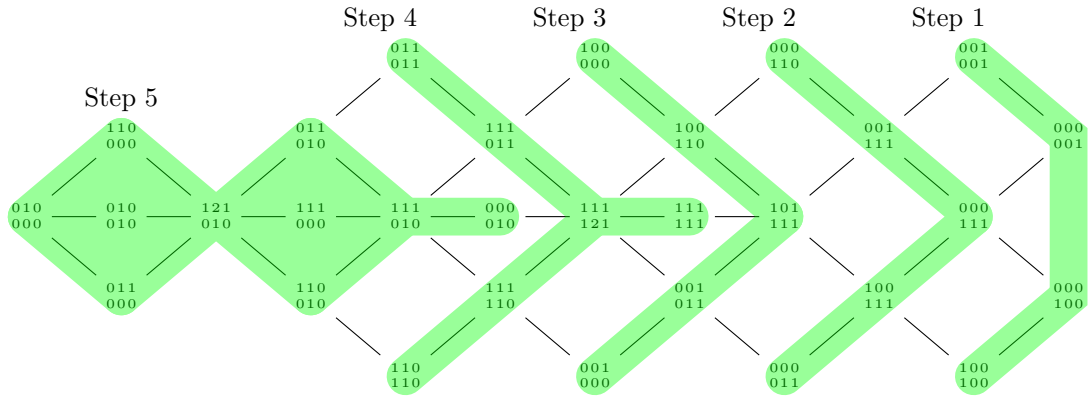 Step 4 Step 3 Step 2 Step 1
011 100 000 001
011 000 110 001
Step 5
110 011 111 100 001 000
000 010 011 110 111 001
010 010 121 111 111 000 111 111 101 000
000 010 010 000 010 010 121 111 111 111
011 110 111 001 100 000
000 010 110 011 111 100
110 001 000 100
110 000 011 100